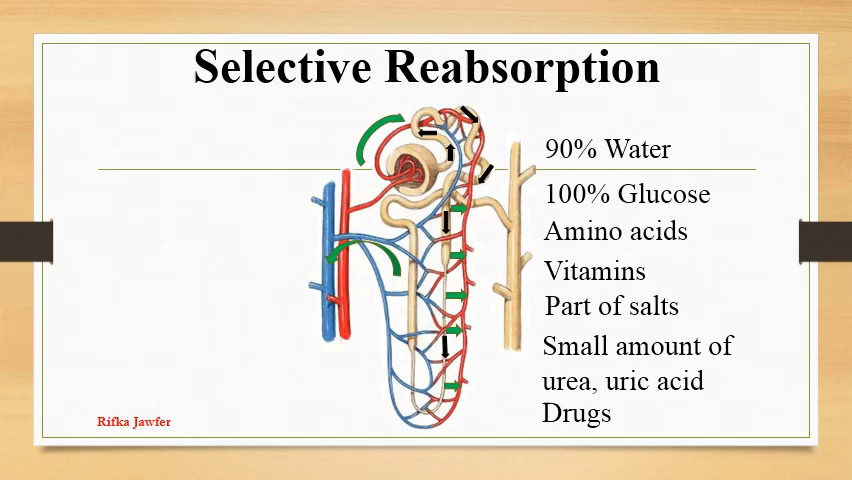 Selective Reabsorption
90% Water
100% Glucose
Amino acids
Vitamins
Part of salts
Small amount of
urea, uric acid
Drugs
Rifka Jawfer